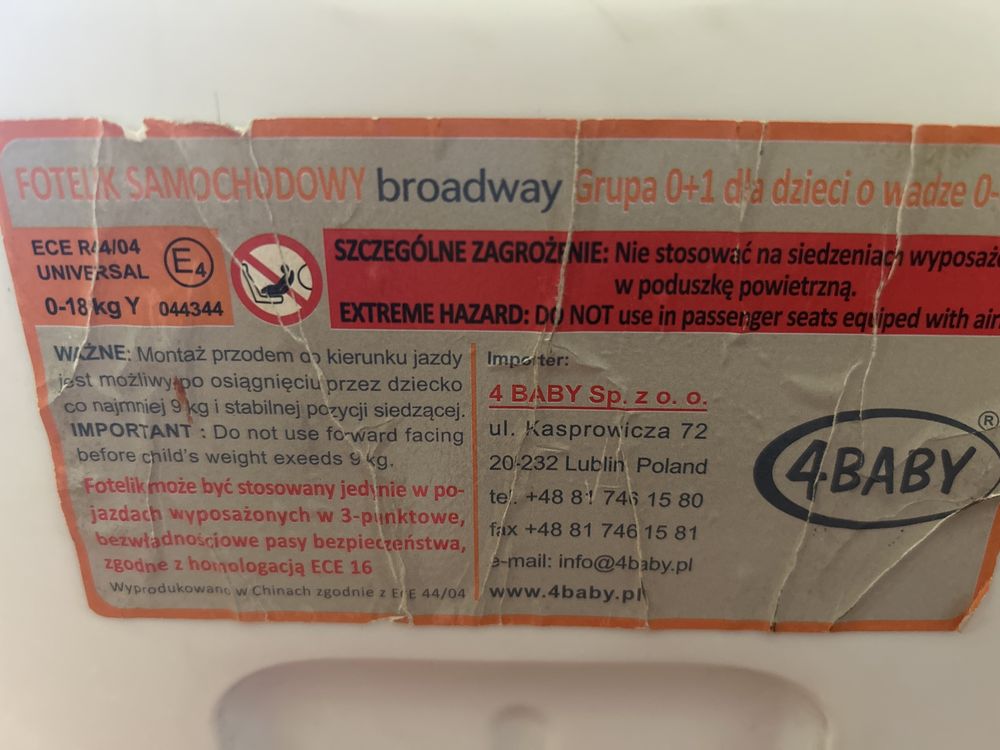 FOTELIK SAMOCHODOWY broadway Grupa 0+1 dla dzieci o wadze 0-
ECE R44/04
UNIVERSAL
E4
0-18 kg Y 044344
SZCZEGÓLNE ZAGROŻENIE: Nie stosować na siedzeniach wyposaże
w poduszkę powietrzną.
EXTREME HAZARD: DO NOT use in passenger seats equiped with air
WAŻNE: Montaż przodem do kierunku jazdy
jest możliwy po osiągnięciu przez dziecko
co najmniej 9 kg i stabilnej pozycji siedzącej.
IMPORTANT : Do not use forward facing
before child's weight exeeds 9 kg.
Fotelik może być stosowany jedynie w po-
jazdach wyposażonych w 3-punktowe,
bezwładnościowe pasy bezpieczeństwa,
zgodne z homologacją ECE 16
Wyprodukowano w Chinach zgodnie z ECE 44/04
Importer:
4 BABY Sp. z o. o.
ul. Kasprowicza 72
20-232 Lublin Poland
tel. +48 81 746 15 80
fax +48 81 746 15 81
e-mail: info@4baby.pl
www.4baby.pl
4BABY ®